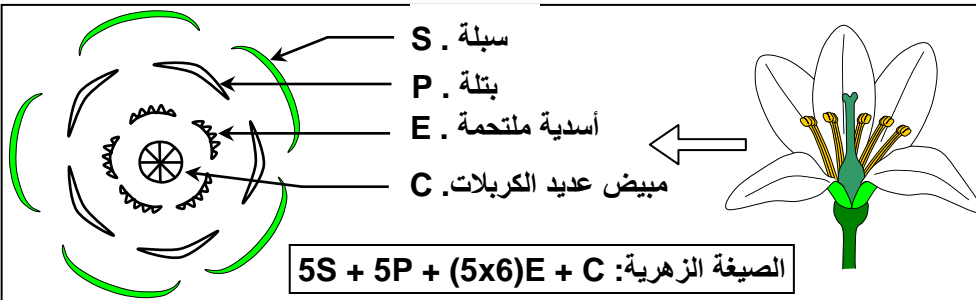 سبلة . S
بتلة . P
أسدية ملتحمة . E
مبيض عديد الكربلات. C
الصيغة الزهرية: 5S + 5P + (5x6)E + C